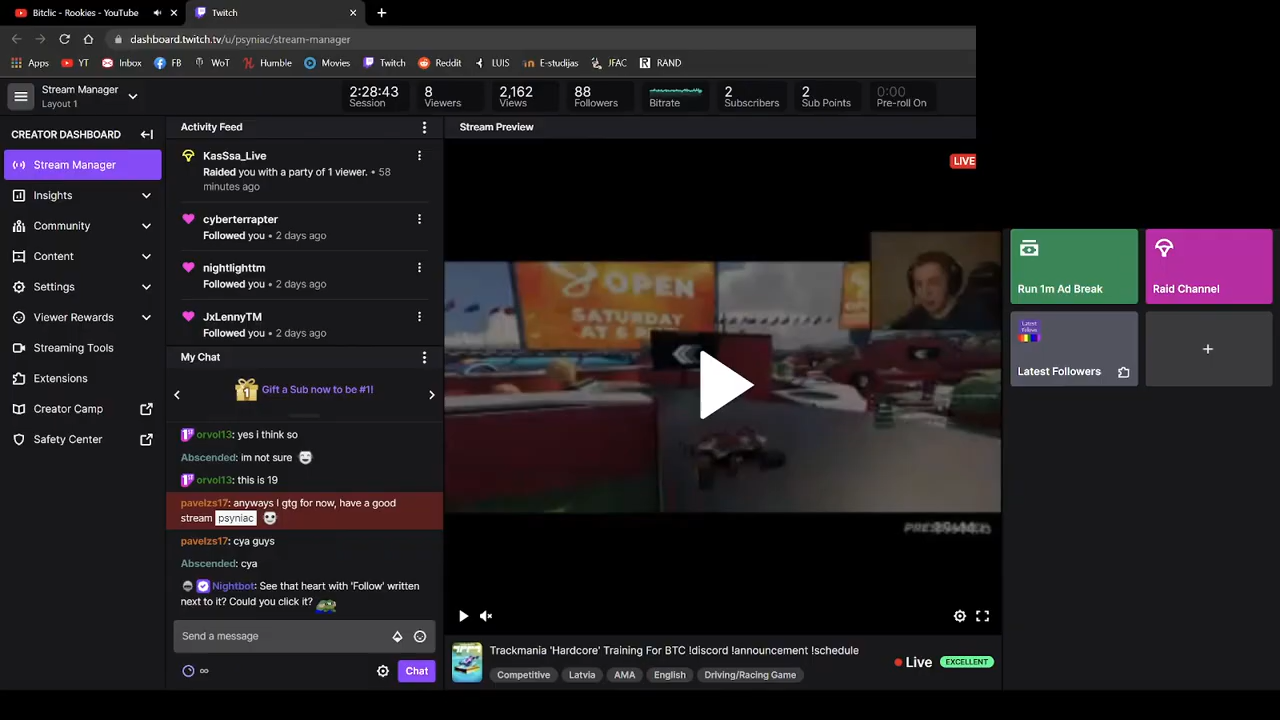 Bitclic - Rookies - YouTube
Twitch
dashboard.twitch.tv/u/psyniac/stream-manager
Apps
YT
Inbox
FB
WoT
Humble
Movies
Twitch
Reddit
LUIS
E-studijas
JFAC
RAND
Stream Manager
Layout 1
2:28:43
Session
8
Viewers
2,162
Views
88
Followers
Bitrate
2
Subscribers
2
Sub Points
0:00
Pre-roll On
CREATOR DASHBOARD
Stream Manager
Insights
Community
Content
Settings
Viewer Rewards
Streaming Tools
Extensions
Creator Camp
Safety Center
Activity Feed
KasSsa_Live
Raided you with a party of 1 viewer. • 58
minutes ago
cyberterrapter
Followed you • 2 days ago
nightlighttm
Followed you • 2 days ago
JxLennyTM
Followed you • 2 days ago
My Chat
1
Gift a Sub now to be #1!
orvol13: yes i think so
Abscended: im not sure
orvol13: this is 19
pavelzs17: anyways I gtg for now, have a good
stream psyniac
pavelzs17: cya guys
Abscended: cya
Nightbot: See that heart with 'Follow' written
next to it? Could you click it?
Send a message
Chat
Stream Preview
LIVE
OPEN
SATURDAY
Trackmania 'Hardcore' Training For BTC !discord !announcement !schedule
Competitive
Latvia
AMA
English
Driving/Racing Game
Live
EXCELLENT
Run 1m Ad Break
Raid Channel
Latest Followers